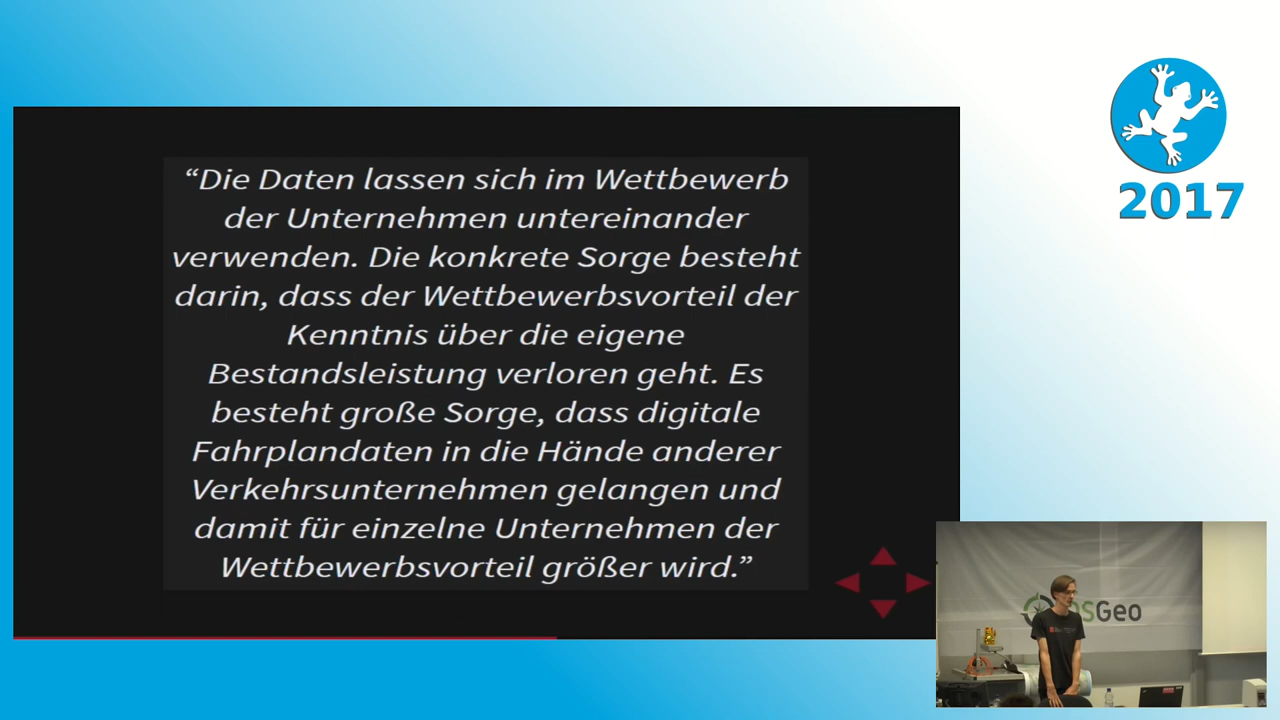 “Die Daten lassen sich im Wettbewerb
der Unternehmen untereinander
verwenden. Die konkrete Sorge besteht
darin, dass der Wettbewerbsvorteil der
Kenntnis über die eigene
Bestandsleistung verloren geht. Es
besteht große Sorge, dass digitale
Fahrplandaten in die Hände anderer
Verkehrsunternehmen gelangen und
damit für einzelne Unternehmen der
Wettbewerbsvorteil größer wird.”
2017
SGeo